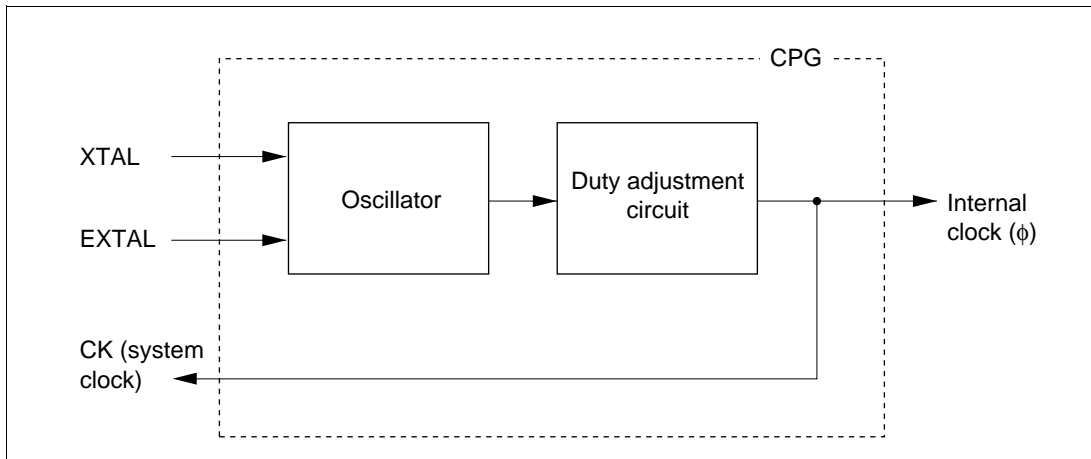 CPG
XTAL
Oscillator
Duty adjustment
circuit
EXTAL
Internal
clock (ϕ)
CK (system
clock)